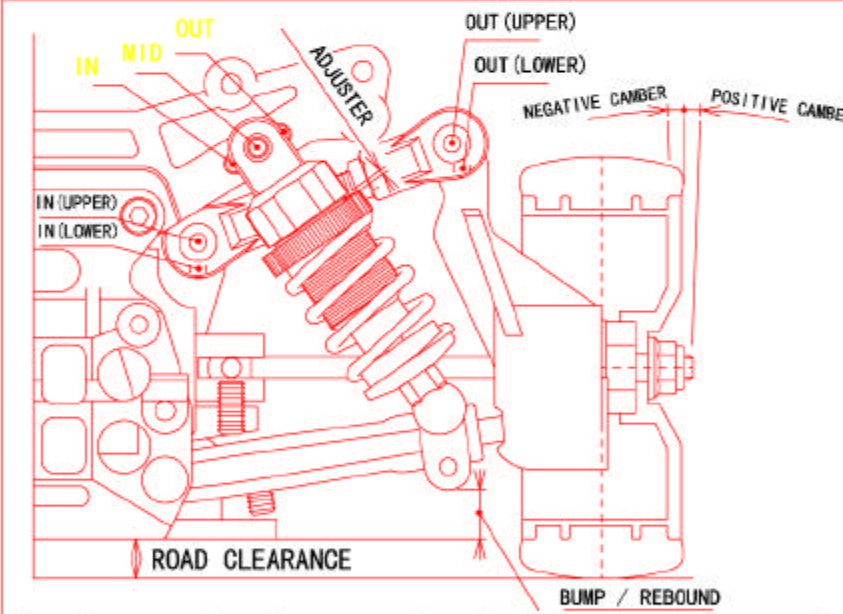 OUT
OUT (UPPER)
MID
IN
ADJUSTER
OUT (LOWER)
NEGATIVE CAMBER
POSITIVE CAMBE
IN (UPPER)
IN (LOWER)
ROAD CLEARANCE
BUMP / REBOUND